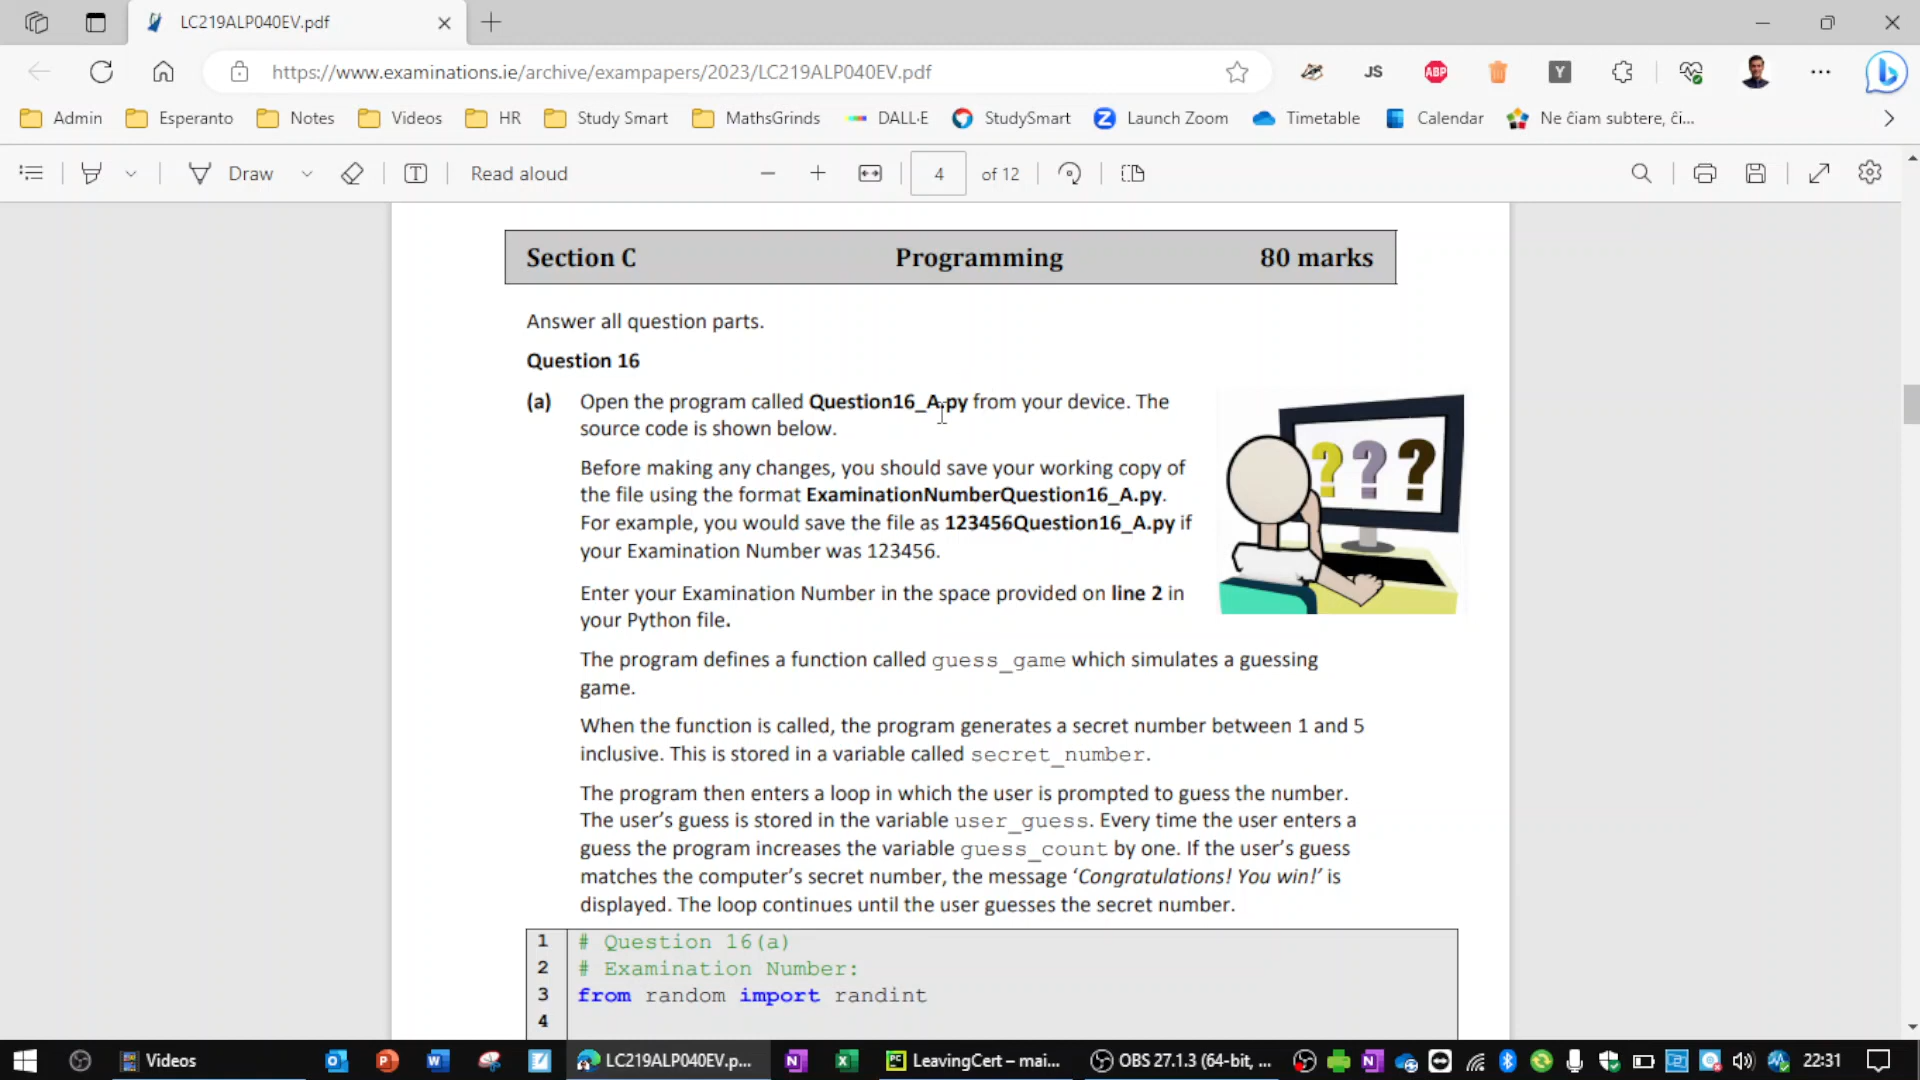 LC219ALP040EV.pdf
https://www.examinations.ie/archive/exampapers/2023/LC219ALP040EV.pdf
JS
ABP
Y
Admin
Esperanto
Notes
Videos
HR
Study Smart
MathsGrinds
DALL·E
StudySmart
Launch Zoom
Timetable
Calendar
Ne ĉiam subtere, ĉi...
Draw
Read aloud
4
of 12
Section C Programming 80 marks
Answer all question parts.
Question 16
(a) Open the program called Question16_A.py from your device. The
source code is shown below.
Before making any changes, you should save your working copy of
the file using the format ExaminationNumberQuestion16_A.py.
For example, you would save the file as 123456Question16_A.py if
your Examination Number was 123456.
Enter your Examination Number in the space provided on line 2 in
your Python file.
The program defines a function called guess_game which simulates a guessing
game.
When the function is called, the program generates a secret number between 1 and 5
inclusive. This is stored in a variable called secret_number.
The program then enters a loop in which the user is prompted to guess the number.
The user’s guess is stored in the variable user_guess. Every time the user enters a
guess the program increases the variable guess_count by one. If the user’s guess
matches the computer’s secret number, the message ‘Congratulations! You win!’ is
displayed. The loop continues until the user guesses the secret number.
???
1 # Question 16(a)
2 # Examination Number:
3 from random import randint
4
Videos
LC219ALP040EV.p...
LeavingCert – mai...
OBS 27.1.3 (64-bit, ...
22:31